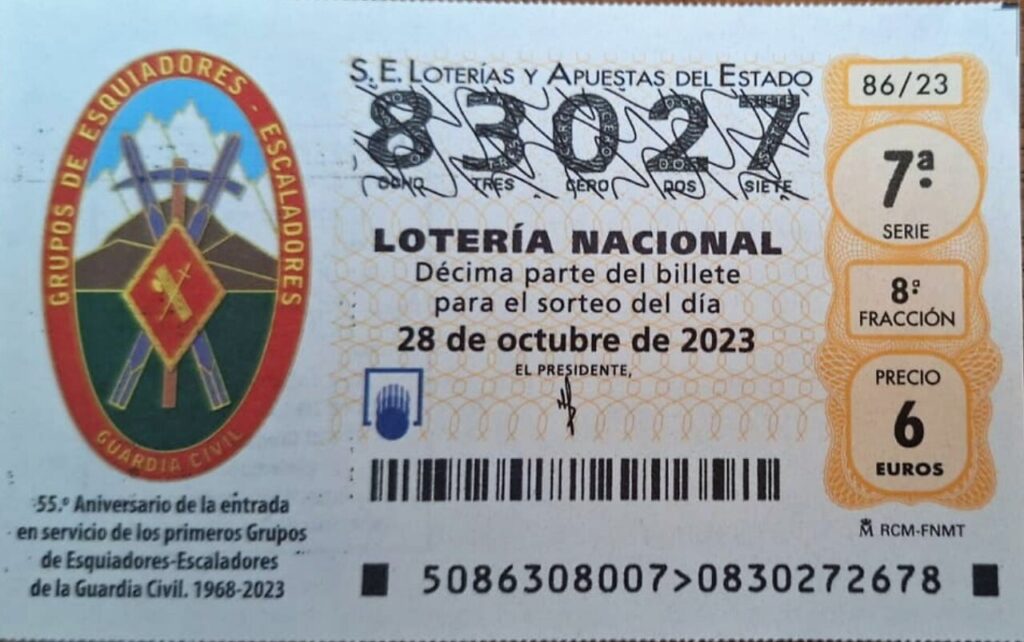 GRUPOS DE ESQUIADORES - ESCALADORES
GUARDIA CIVIL
55.º Aniversario de la entrada
en servicio de los primeros Grupos
de Esquiadores-Escaladores
de la Guardia Civil. 1968-2023
S.E. LOTERÍAS Y APUESTAS DEL ESTADO
83027
OCHO TRES CERO DOS SIETE
LOTERÍA NACIONAL
Décima parte del billete
para el sorteo del día
28 de octubre de 2023
EL PRESIDENTE,
86/23
7ª
SERIE
8ª
FRACCIÓN
PRECIO
6
EUROS
RCM-FNMT
5086308007>0830272678